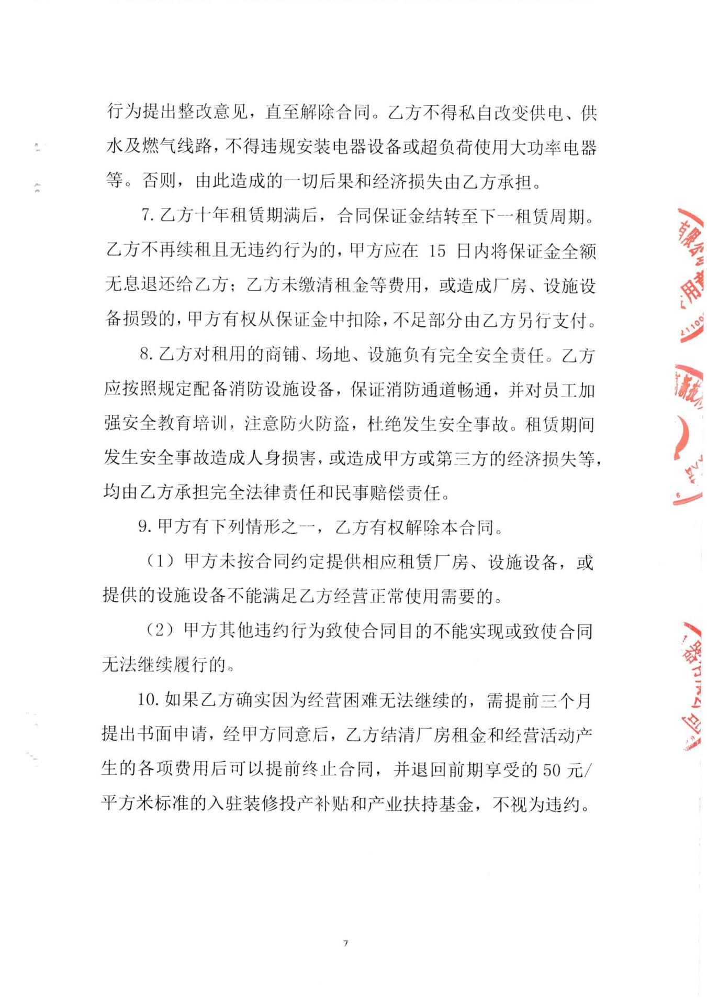 行为提出整改意见，直至解除合同。乙方不得私自改变供电、供
水及燃气线路，不得违规安装电器设备或超负荷使用大功率电器
等。否则，由此造成的一切后果和经济损失由乙方承担。
7.乙方十年租赁期满后，合同保证金结转至下一租赁周期。
乙方不再续租且无违约行为的，甲方应在 15 日内将保证金全额
无息退还给乙方；乙方未缴清租金等费用，或造成厂房、设施设
备损毁的，甲方有权从保证金中扣除，不足部分由乙方另行支付。
8.乙方对租用的商铺、场地、设施负有完全安全责任。乙方
应按照规定配备消防设施设备，保证消防通道畅通，并对员工加
强安全教育培训，注意防火防盗，杜绝发生安全事故。租赁期间
发生安全事故造成人身损害，或造成甲方或第三方的经济损失等，
均由乙方承担完全法律责任和民事赔偿责任。
9.甲方有下列情形之一，乙方有权解除本合同。
（1）甲方未按合同约定提供相应租赁厂房、设施设备，或
提供的设施设备不能满足乙方经营正常使用需要的。
（2）甲方其他违约行为致使合同目的不能实现或致使合同
无法继续履行的。
10.如果乙方确实因为经营困难无法继续的，需提前三个月
提出书面申请，经甲方同意后，乙方结清厂房租金和经营活动产
生的各项费用后可以提前终止合同，并退回前期享受的 50 元/
平方米标准的入驻装修投产补贴和产业扶持基金，不视为违约。
7
有限公司
用章
21100
6